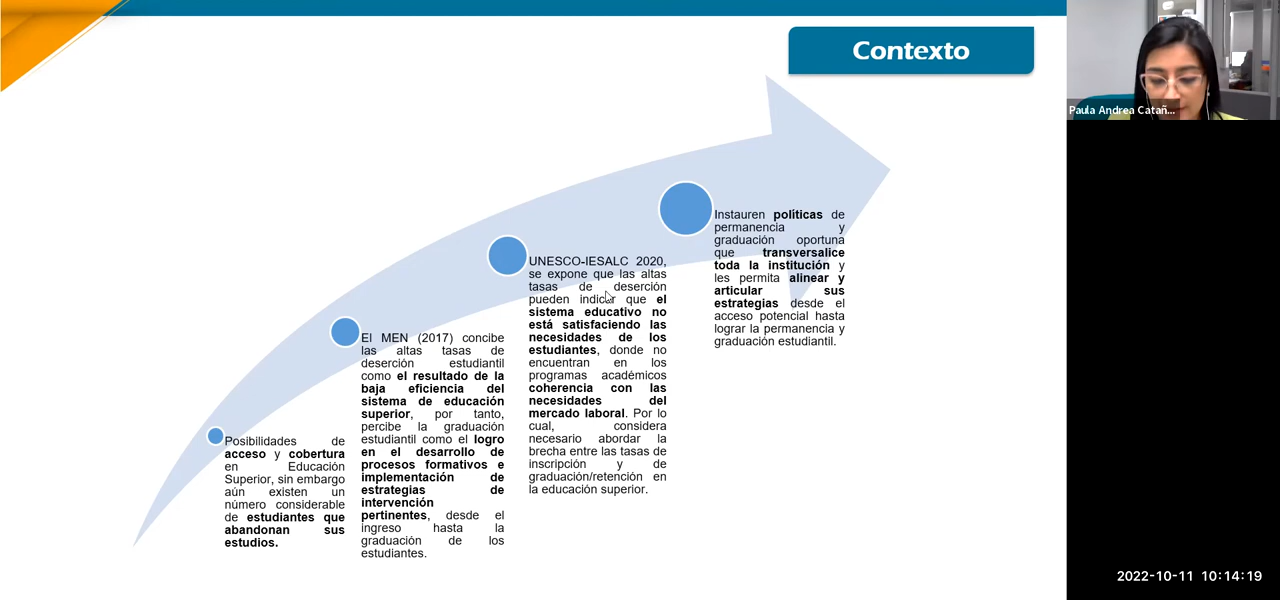 Contexto
Posibilidades de
acceso y cobertura
en Educación
Superior, sin embargo
aún existen un
número considerable
de estudiantes que
abandonan sus
estudios.
El MEN (2017) concibe
las altas tasas de
deserción estudiantil
como el resultado de la
baja eficiencia del
sistema de educación
superior, por tanto,
percibe la graduación
estudiantil como el logro
en el desarrollo de
procesos formativos e
implementación de
estrategias de
intervención
pertinentes, desde el
ingreso hasta la
graduación de los
estudiantes.
UNESCO-IESALC 2020,
se expone que las altas
tasas de deserción
pueden indicar que el
sistema educativo no
está satisfaciendo las
necesidades de los
estudiantes, donde no
encuentran en los
programas académicos
coherencia con las
necesidades del
mercado laboral. Por lo
cual, considera
necesario abordar la
brecha entre las tasas de
inscripción y de
graduación/retención en
la educación superior.
Instauren políticas de
permanencia y
graduación oportuna
que transversalice
toda la institución y
les permita alinear y
articular sus
estrategias desde el
acceso potencial hasta
lograr la permanencia y
graduación estudiantil.
Paula Andrea Catañ...
2022-10-11 10:14:19